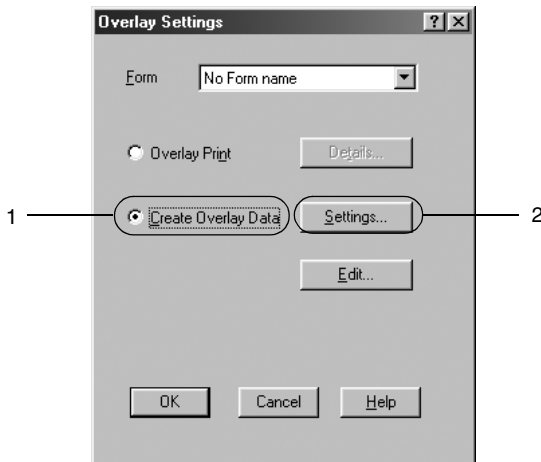 Overlay Settings
Form No Form name
Overlay Print Details...
1 Create Overlay Data Settings... 2
Edit...
OK Cancel Help